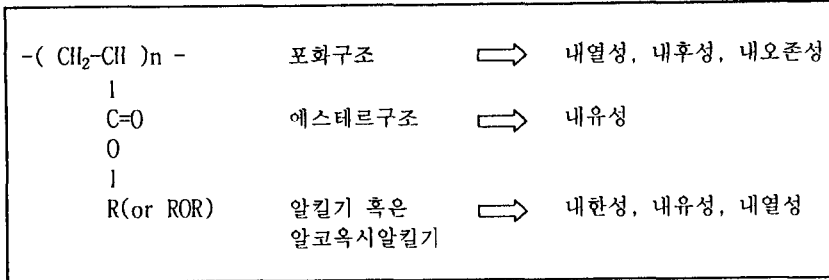 -( CH₂-CH )n - 포화구조 ⇨ 내열성, 내후성, 내오존성
|
C=O 에스테르구조 ⇨ 내유성
O
|
R(or ROR) 알킬기 혹은 ⇨ 내한성, 내유성, 내열성
알코옥시알킬기